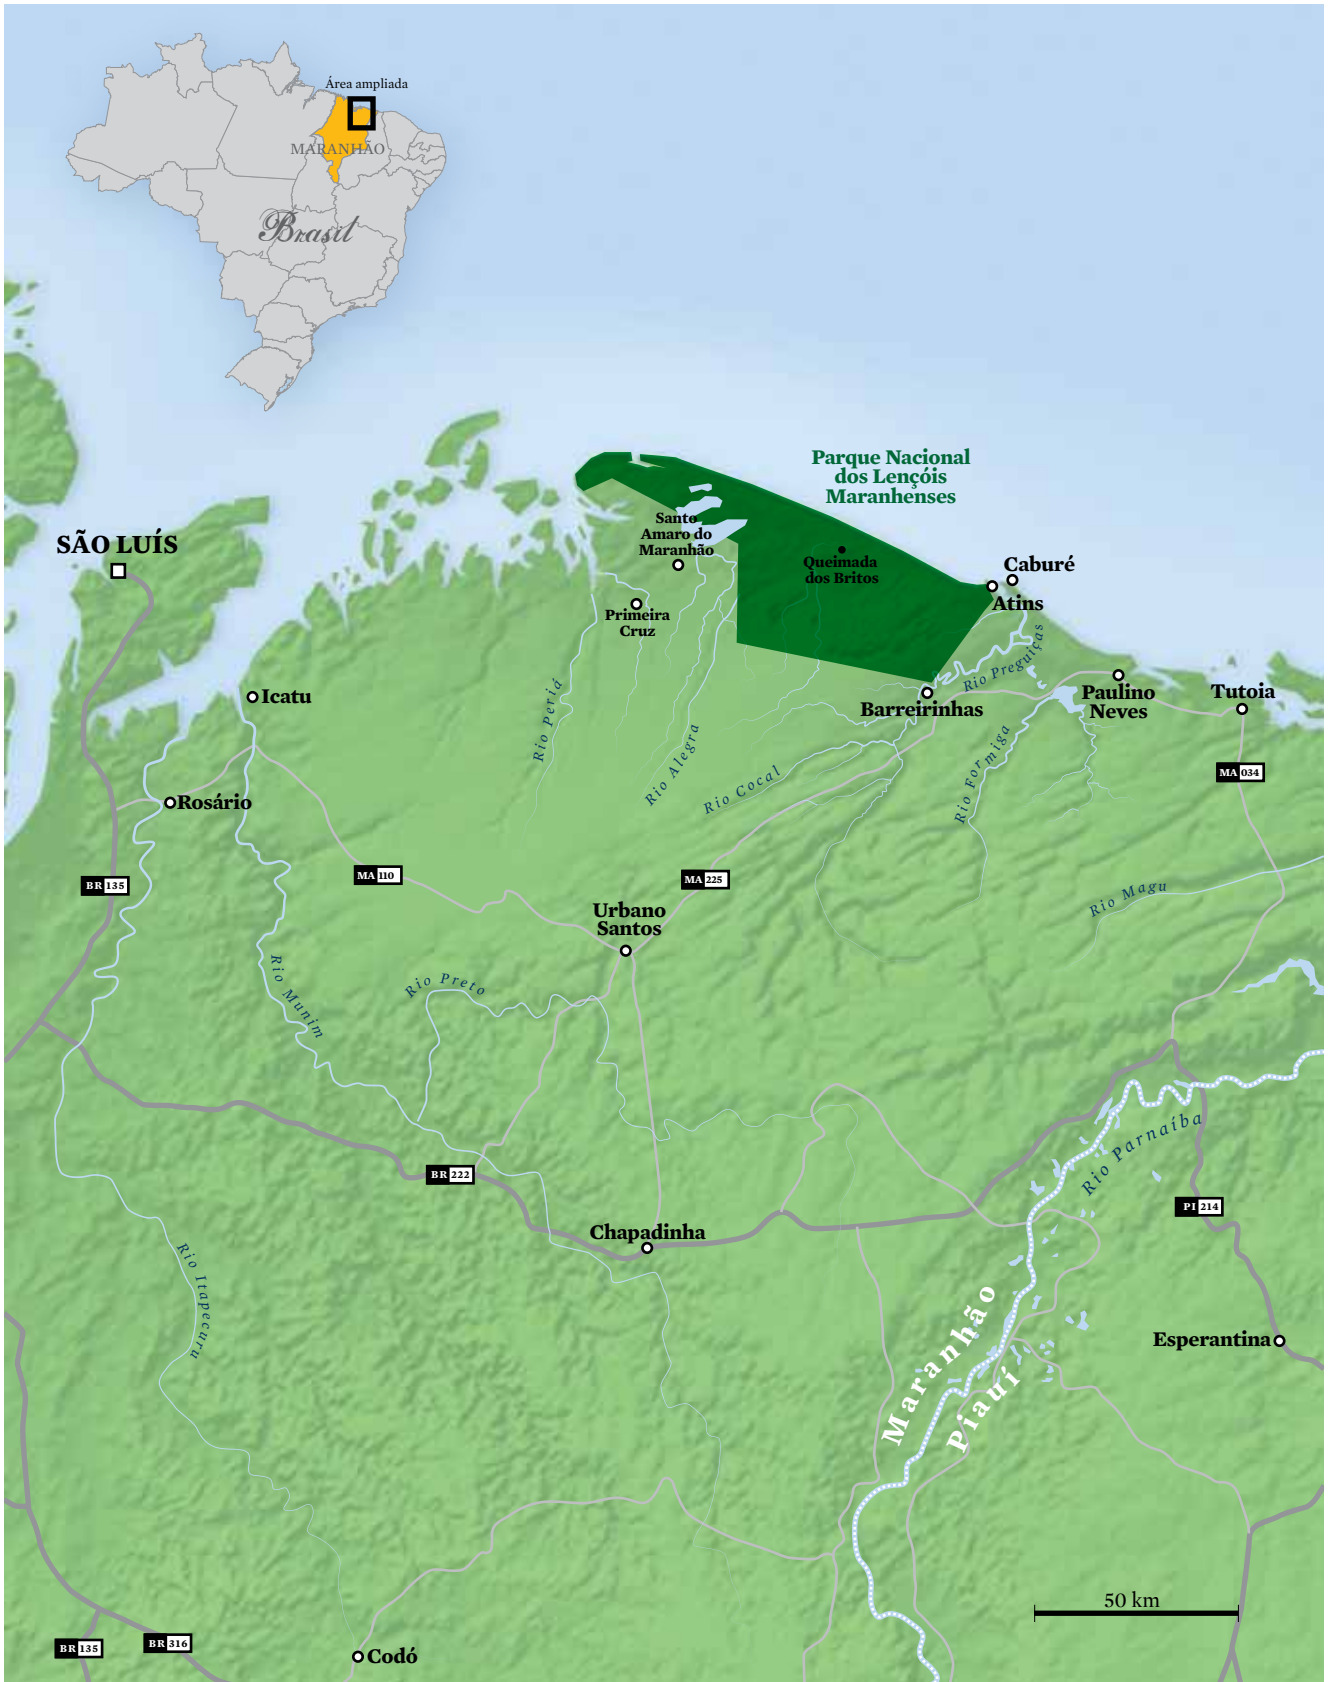 Área ampliada
MARANHÃO
Brasil
Parque Nacional
dos Lençóis
Maranhenses
SÃO LUÍS
Santo
Amaro do
Maranhão
Queimada
dos Britos
Caburé
Atins
Primeira
Cruz
Rio Preguiças
Icatu
Rio Periá
Barreirinhas
Paulino
Neves
Tutoia
Rio Alegra
Rio Cocal
Rio Formiga
MA 034
Rosário
BR 135
MA 110
MA 225
Rio Magu
Urbano
Santos
Rio Munim
Rio Preto
Rio Parnaíba
BR 222
PI 214
Chapadinha
Rio Itapecuru
Maranhão
Piauí
Esperantina
50 km
BR 135
BR 316
Codó